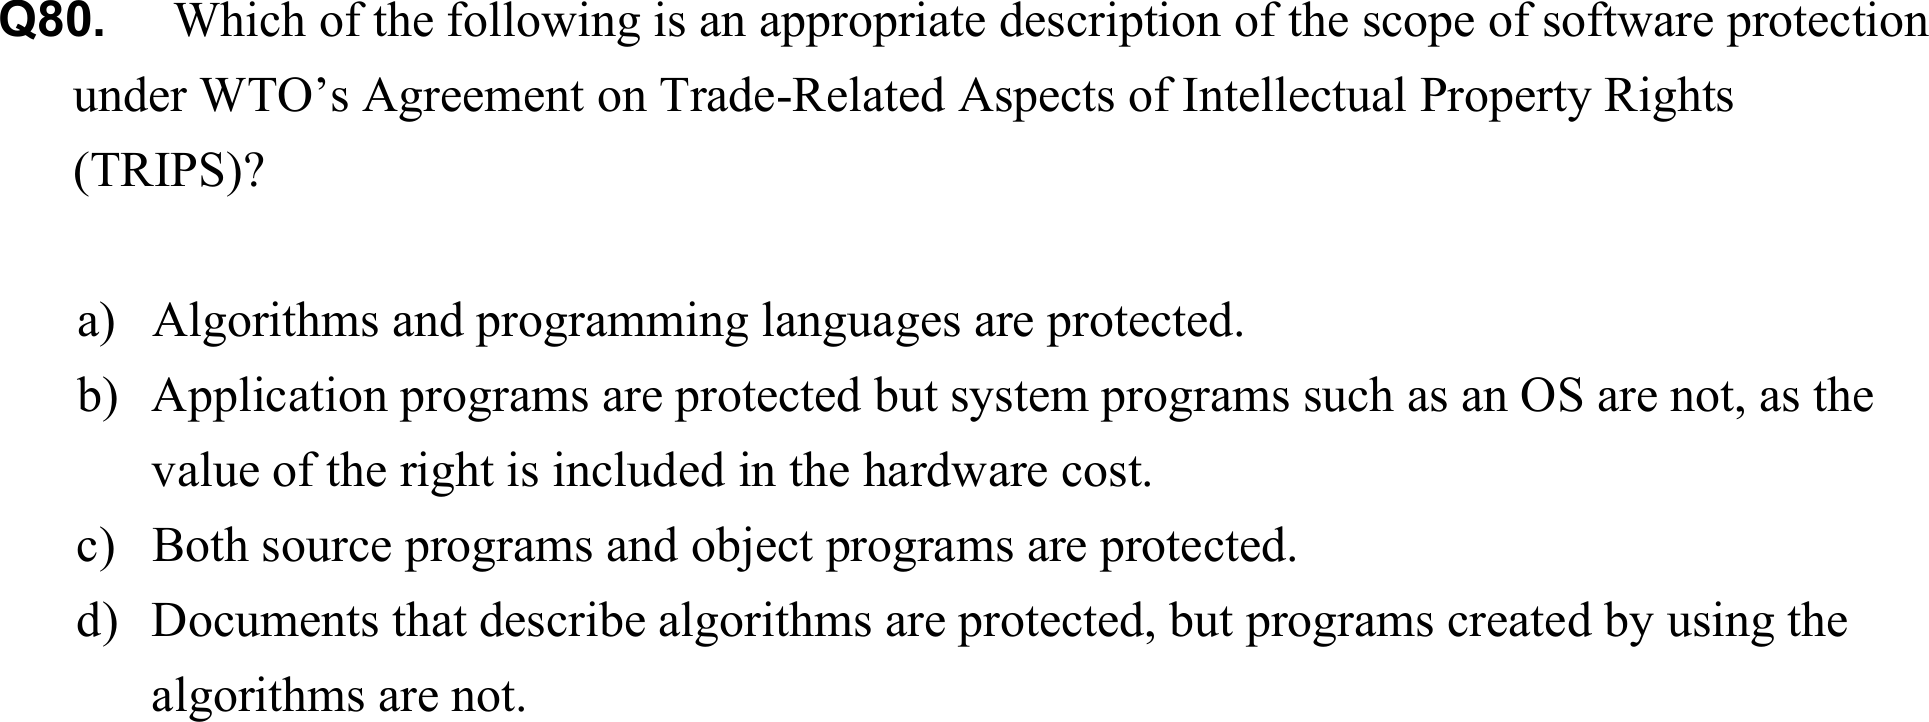 Q80. Which of the following is an appropriate description of the scope of software protection
under WTO’s Agreement on Trade-Related Aspects of Intellectual Property Rights
(TRIPS)?
a) Algorithms and programming languages are protected.
b) Application programs are protected but system programs such as an OS are not, as the
value of the right is included in the hardware cost.
c) Both source programs and object programs are protected.
d) Documents that describe algorithms are protected, but programs created by using the
algorithms are not.